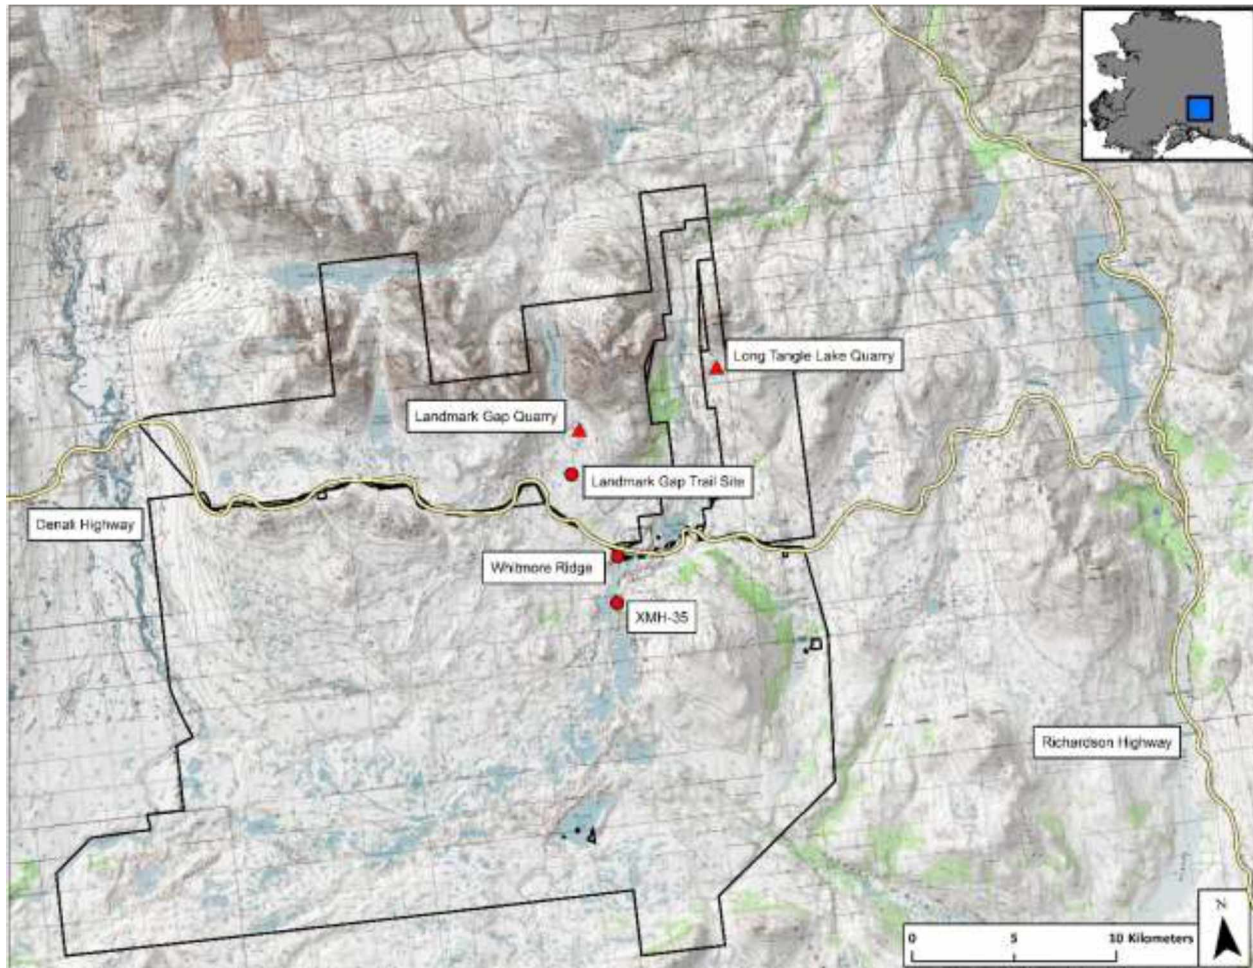 Long Tangle Lake Quarry
Landmark Gap Quarry
Landmark Gap Trail Site
Denali Highway
Whitmore Ridge
XMH-35
Richardson Highway
N
0 5 10 Kilometers